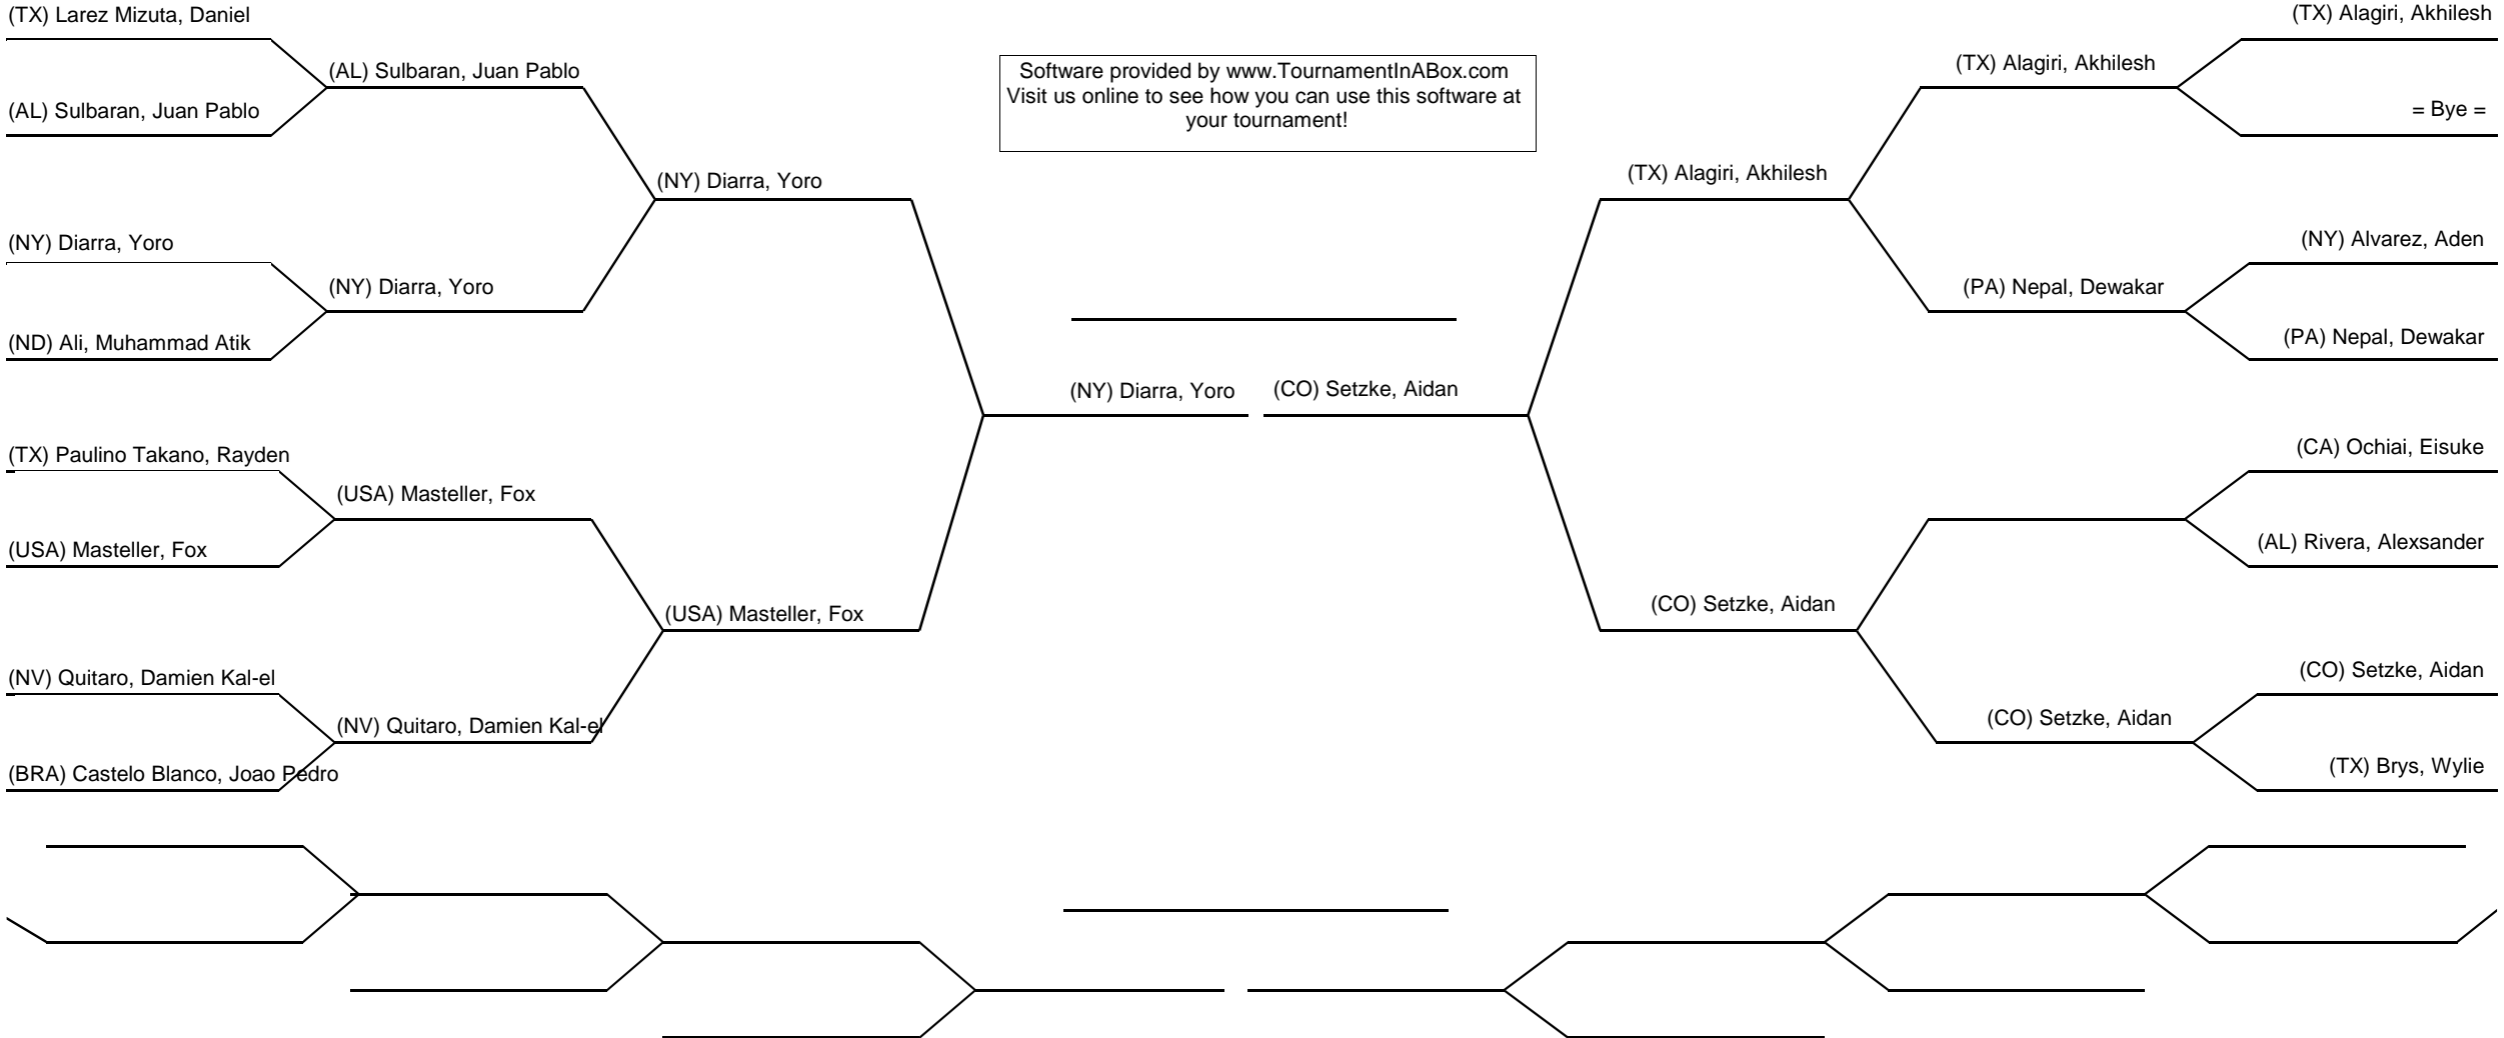 (TX) Larez Mizuta, Daniel
(AL) Sulbaran, Juan Pablo
(NY) Diarra, Yoro
(ND) Ali, Muhammad Atik
(TX) Paulino Takano, Rayden
(USA) Masteller, Fox
(NV) Quitaro, Damien Kal-el
(BRA) Castelo Blanco, Joao Pedro
(AL) Sulbaran, Juan Pablo
(NY) Diarra, Yoro
(USA) Masteller, Fox
(NV) Quitaro, Damien Kal-el
(NY) Diarra, Yoro
(USA) Masteller, Fox
Software provided by www.TournamentInABox.com
Visit us online to see how you can use this software at
your tournament!
(NY) Diarra, Yoro
(CO) Setzke, Aidan
(TX) Alagiri, Akhilesh
(CO) Setzke, Aidan
(TX) Alagiri, Akhilesh
(PA) Nepal, Dewakar
(CO) Setzke, Aidan
(TX) Alagiri, Akhilesh
= Bye =
(NY) Alvarez, Aden
(PA) Nepal, Dewakar
(CA) Ochiai, Eisuke
(AL) Rivera, Alexsander
(CO) Setzke, Aidan
(TX) Brys, Wylie